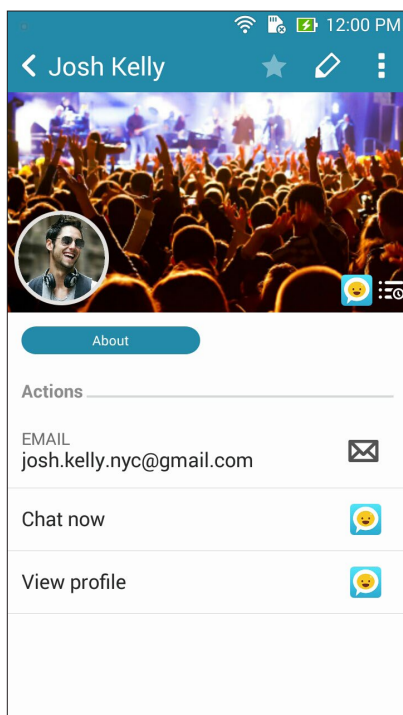 12:00 PM
Josh Kelly
About
Actions
EMAIL
josh.kelly.nyc@gmail.com
Chat now
View profile